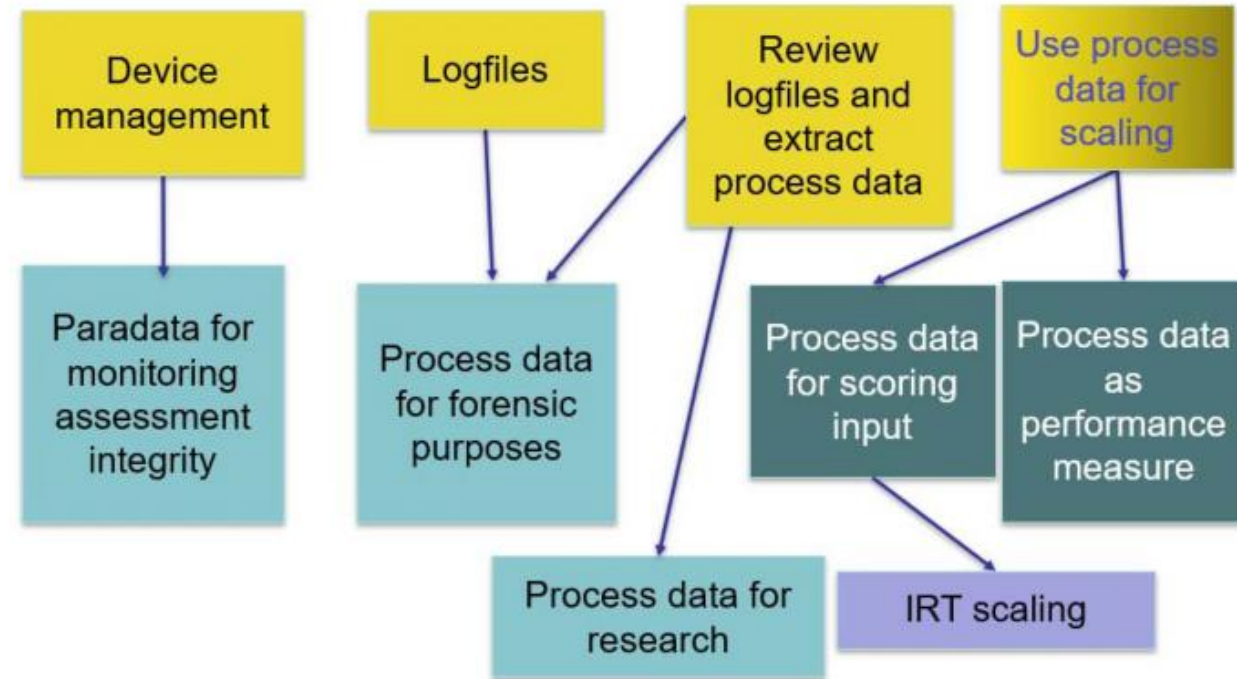 Device
management
Logfiles
Review
logfiles and
extract
process data
Use process
data for
scaling
Paradata for
monitoring
assessment
integrity
Process data
for forensic
purposes
Process data
for scoring
input
Process data
as
performance
measure
Process data for
research
IRT scaling